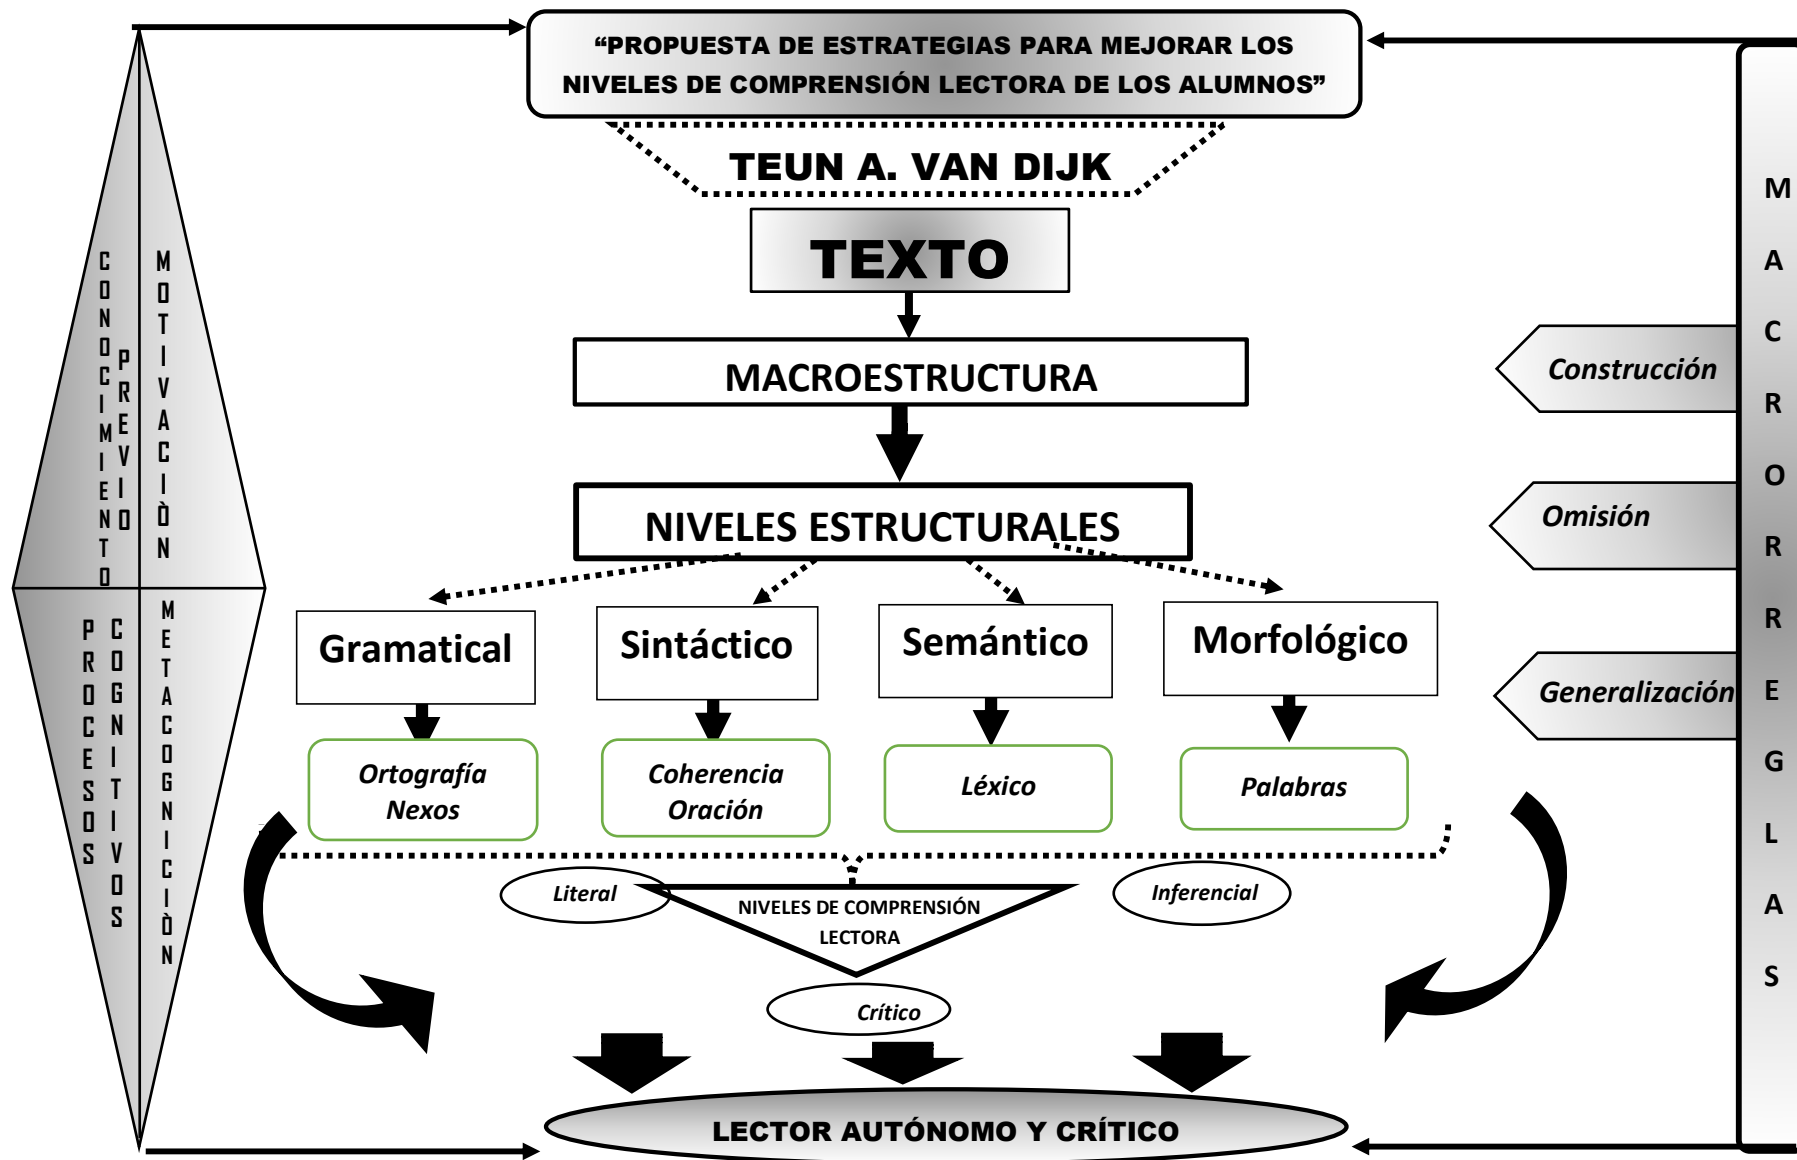 “PROPUESTA DE ESTRATEGIAS PARA MEJORAR LOS
NIVELES DE COMPRENSIÓN LECTORA DE LOS ALUMNOS”
TEUN A. VAN DIJK
TEXTO
MACROESTRUCTURA
NIVELES ESTRUCTURALES
Gramatical
Sintáctico
Semántico
Morfológico
Ortografía
Nexos
Coherencia
Oración
Léxico
Palabras
Literal
NIVELES DE COMPRENSIÓN
LECTORA
Inferencial
Crítico
LECTOR AUTÓNOMO Y CRÍTICO
CONOCIMIENTO
PREVIO
MOTIVACIÒN
PROCESOS
COGNITIVOS
METACOGNICIÒN
Construcción
Omisión
Generalización
MACRORREGLAS